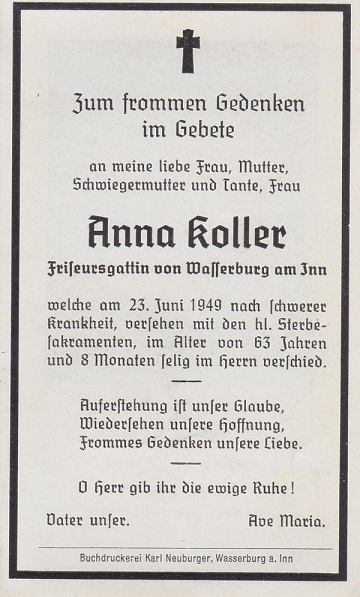 Zum frommen Gedenken
im Gebete
an meine liebe Frau, Mutter,
Schwiegermutter und Tante, Frau
Anna Koller
Friseursgattin von Wasserburg am Inn
welche am 23. Juni 1949 nach schwerer
Krankheit, versehen mit den hl. Sterbe-
sakramenten, im Alter von 63 Jahren
und 8 Monaten selig im Herrn verschied.
Auferstehung ist unser Glaube,
Wiedersehen unsere Hoffnung,
Frommes Gedenken unsere Liebe.
O Herr gib ihr die ewige Ruhe!
Vater unser. Ave Maria.
Buchdruckerei Karl Neuburger, Wasserburg a. Inn